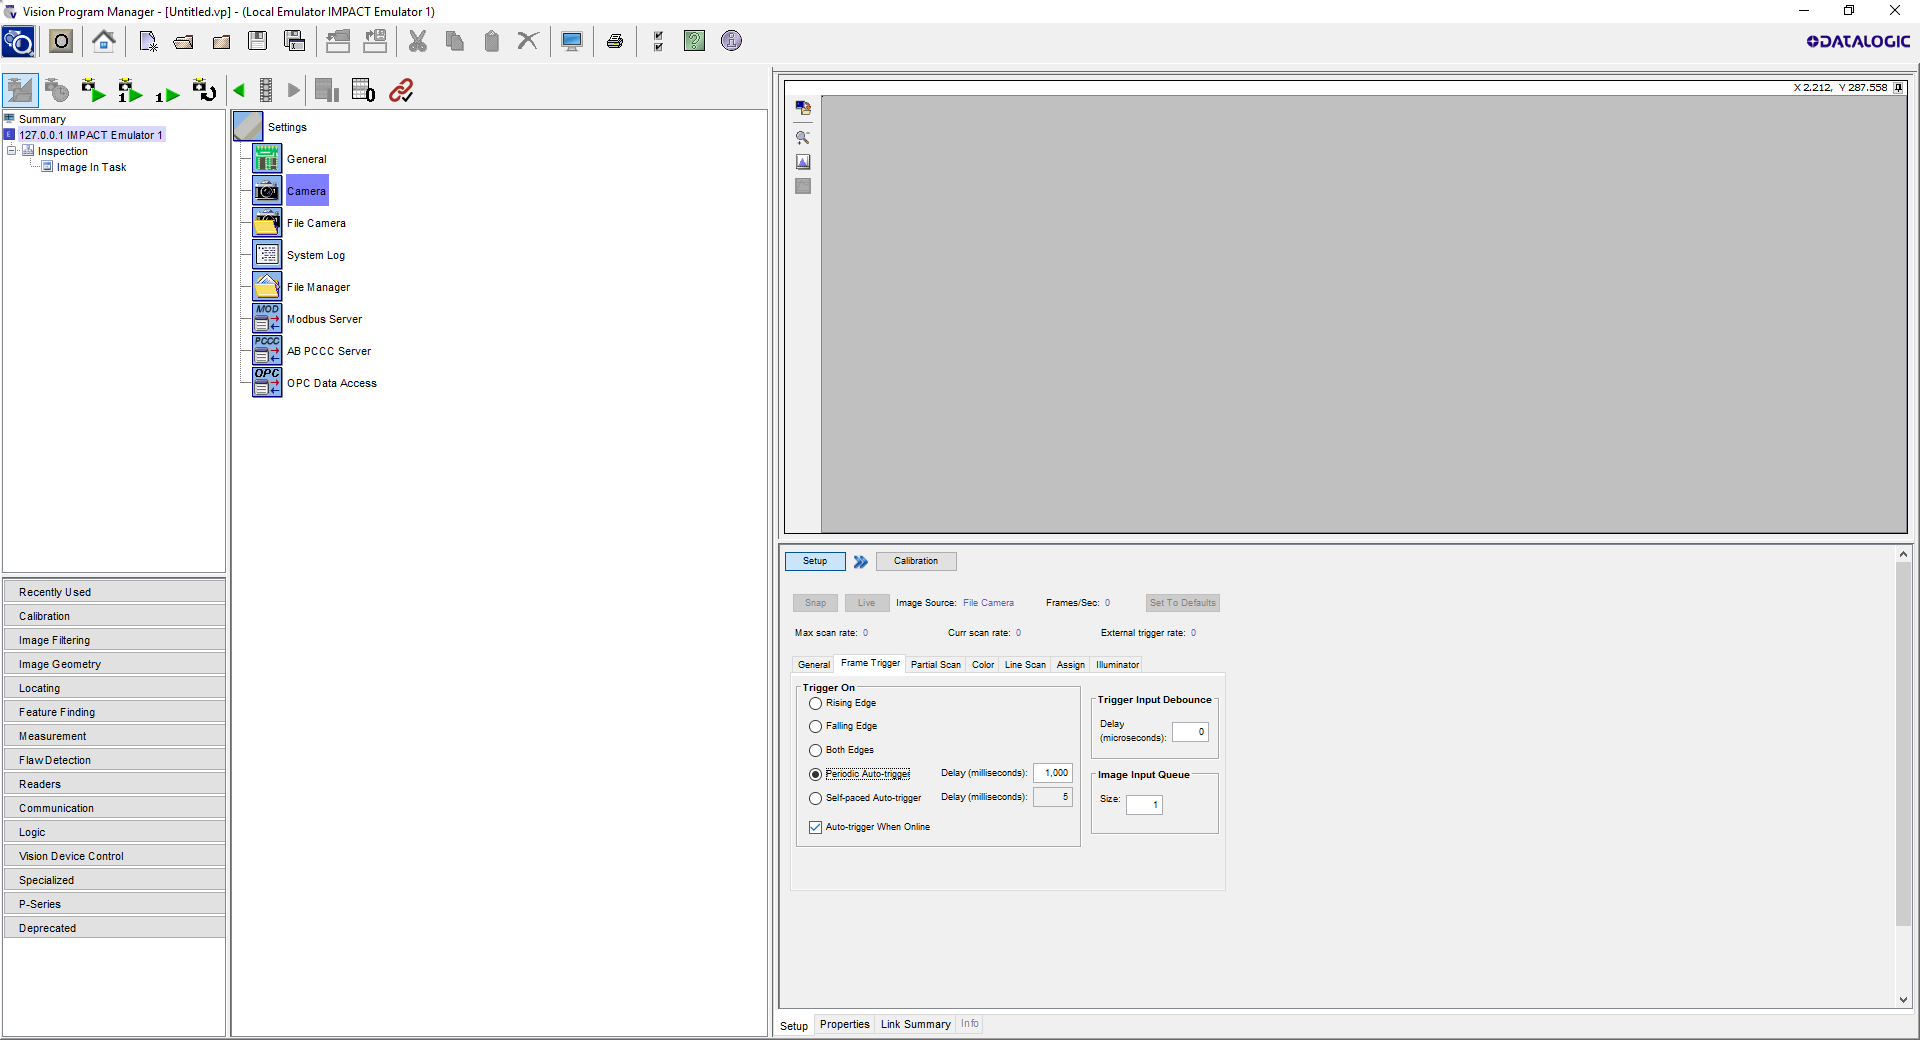 Vision Program Manager - [Untitled.vp] - (Local Emulator IMPACT Emulator 1)
O
DATALOGIC
1
1
0
X 2.212, Y 287.558
Summary
127.0.0.1 IMPACT Emulator 1
Inspection
Image In Task
Settings
General
Camera
File Camera
System Log
File Manager
MOD
Modbus Server
PCCC
AB PCCC Server
OPC
OPC Data Access
Recently Used
Calibration
Image Filtering
Image Geometry
Locating
Feature Finding
Measurement
Flaw Detection
Readers
Communication
Logic
Vision Device Control
Specialized
P-Series
Deprecated
Setup
Calibration
Snap Live Image Source: File Camera Frames/Sec: 0 Set To Defaults
Max scan rate: 0 Curr scan rate: 0 External trigger rate: 0
General Frame Trigger Partial Scan Color Line Scan Assign Illuminator
Trigger On
Rising Edge
Falling Edge
Both Edges
Periodic Auto-trigger Delay (milliseconds): 1,000
Self-paced Auto-trigger Delay (milliseconds): 5
Auto-trigger When Online
Trigger Input Debounce
Delay
(microseconds): 0
Image Input Queue
Size: 1
Setup Properties Link Summary Info